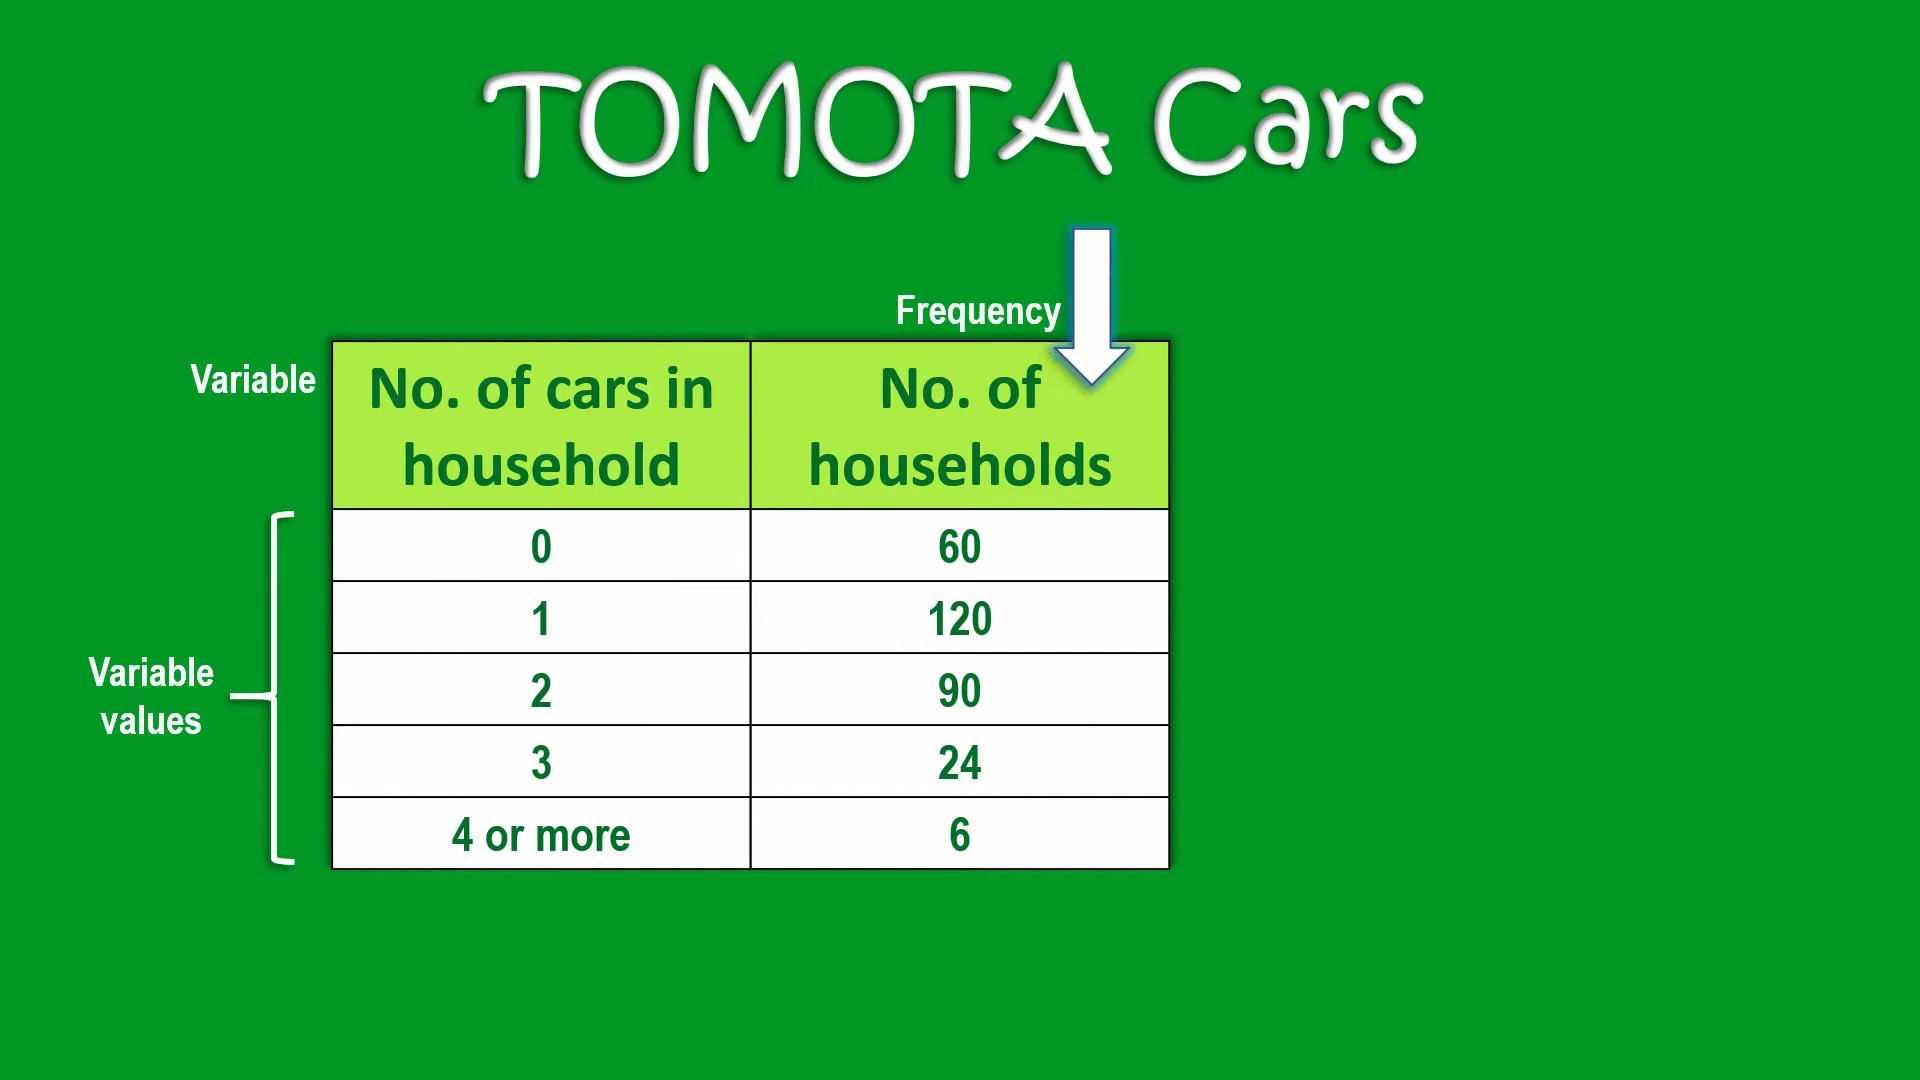 TOMOTA Cars
Frequency
Variable
No. of cars in
household
No. of
households
0
60
1
120
2
90
3
24
4 or more
6
Variable
values